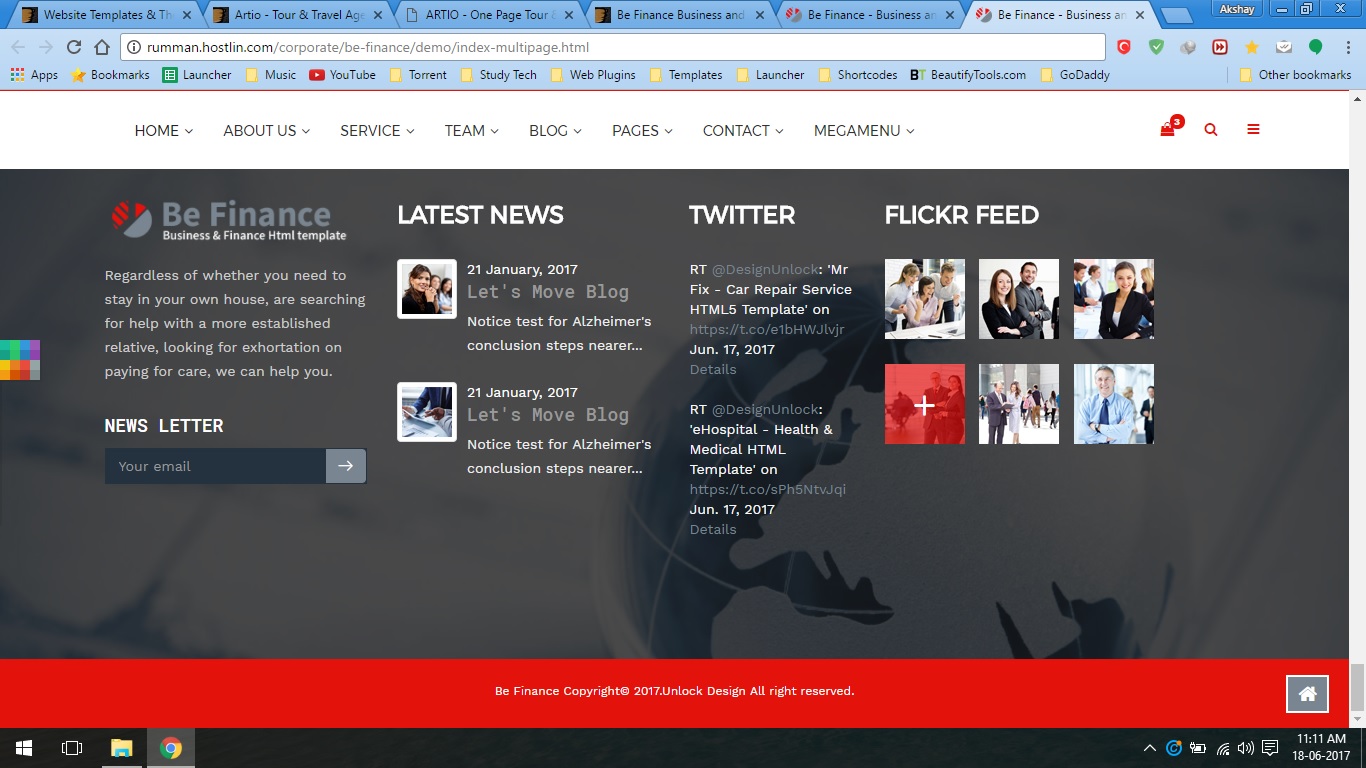 Website Templates & Th
Artio - Tour & Travel Age
ARTIO - One Page Tour &
Be Finance Business and
Be Finance - Business an
Be Finance - Business an
Akshay
rumman.hostlin.com/corporate/be-finance/demo/index-multipage.html
Apps
Bookmarks
Launcher
Music
YouTube
Torrent
Study Tech
Web Plugins
Templates
Launcher
Shortcodes
BT BeautifyTools.com
GoDaddy
Other bookmarks
HOME
ABOUT US
SERVICE
TEAM
BLOG
PAGES
CONTACT
MEGAMENU
3
Be Finance
Business & Finance Html template
Regardless of whether you need to
stay in your own house, are searching
for help with a more established
relative, looking for exhortation on
paying for care, we can help you.
NEWS LETTER
Your email
LATEST NEWS
21 January, 2017
Let's Move Blog
Notice test for Alzheimer's
conclusion steps nearer...
21 January, 2017
Let's Move Blog
Notice test for Alzheimer's
conclusion steps nearer...
TWITTER
RT @DesignUnlock: 'Mr
Fix - Car Repair Service
HTML5 Template' on
https://t.co/e1bHWJlvjr
Jun. 17, 2017
Details
RT @DesignUnlock:
'eHospital - Health &
Medical HTML
Template' on
https://t.co/sPh5NtvJqi
Jun. 17, 2017
Details
FLICKR FEED
Be Finance Copyright© 2017.Unlock Design All right reserved.
11:11 AM
18-06-2017